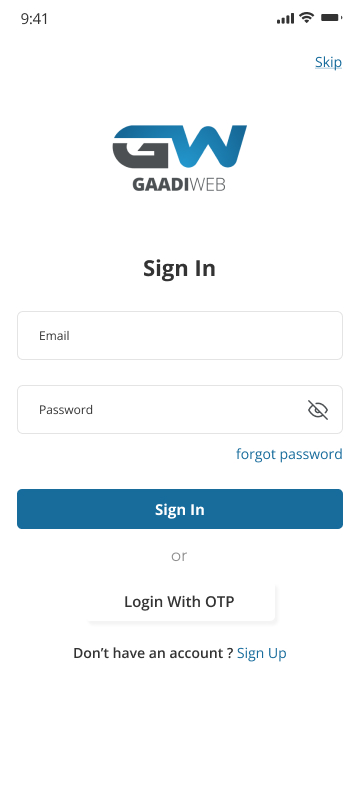 9:41
Skip
GW
GAADIWEB
Sign In
Email
Password
forgot password
Sign In
or
Login With OTP
Don't have an account ? Sign Up